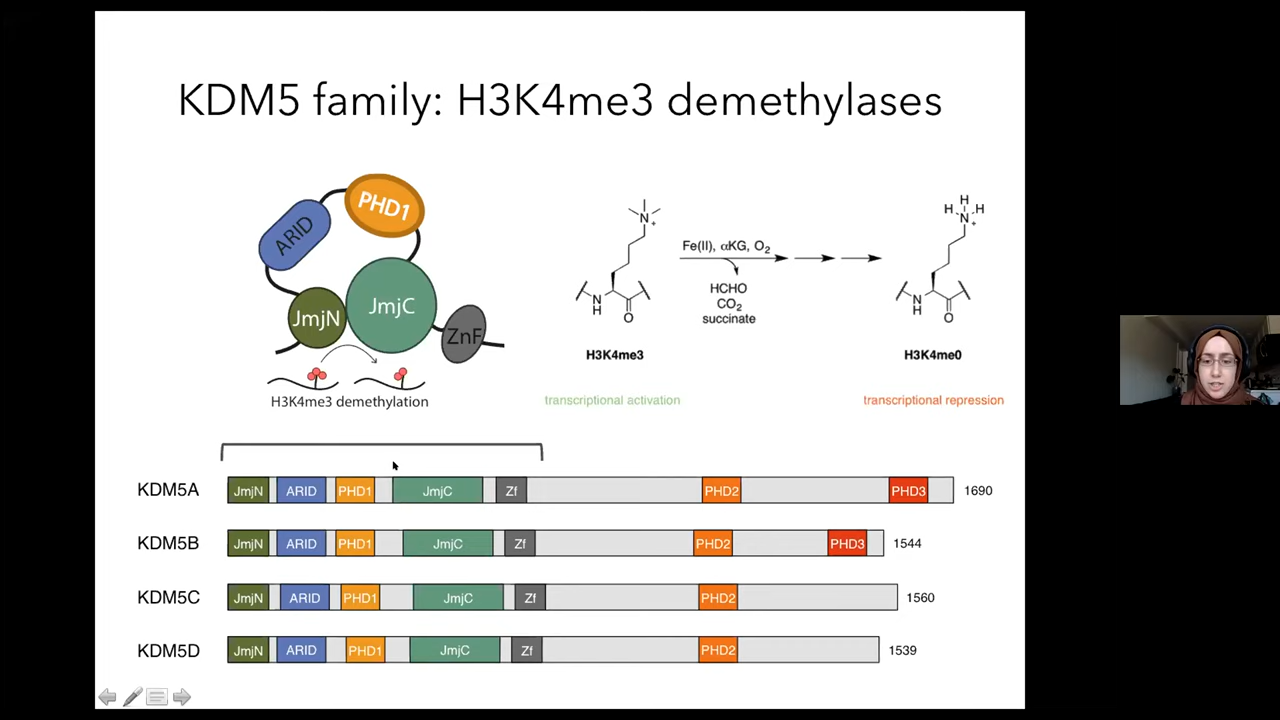 KDM5 family: H3K4me3 demethylases
PHD1
ARID
JmjN
JmjC
ZnF
H3K4me3 demethylation
N
+
N
H
O
H3K4me3
transcriptional activation
Fe(II), αKG, O2
HCHO
CO2
succinate
H
H N H
+
N
H
O
H3K4me0
transcriptional repression
KDM5A JmjN ARID PHD1 JmjC Zf PHD2 PHD3 1690
KDM5B JmjN ARID PHD1 JmjC Zf PHD2 PHD3 1544
KDM5C JmjN ARID PHD1 JmjC Zf PHD2 1560
KDM5D JmjN ARID PHD1 JmjC Zf PHD2 1539